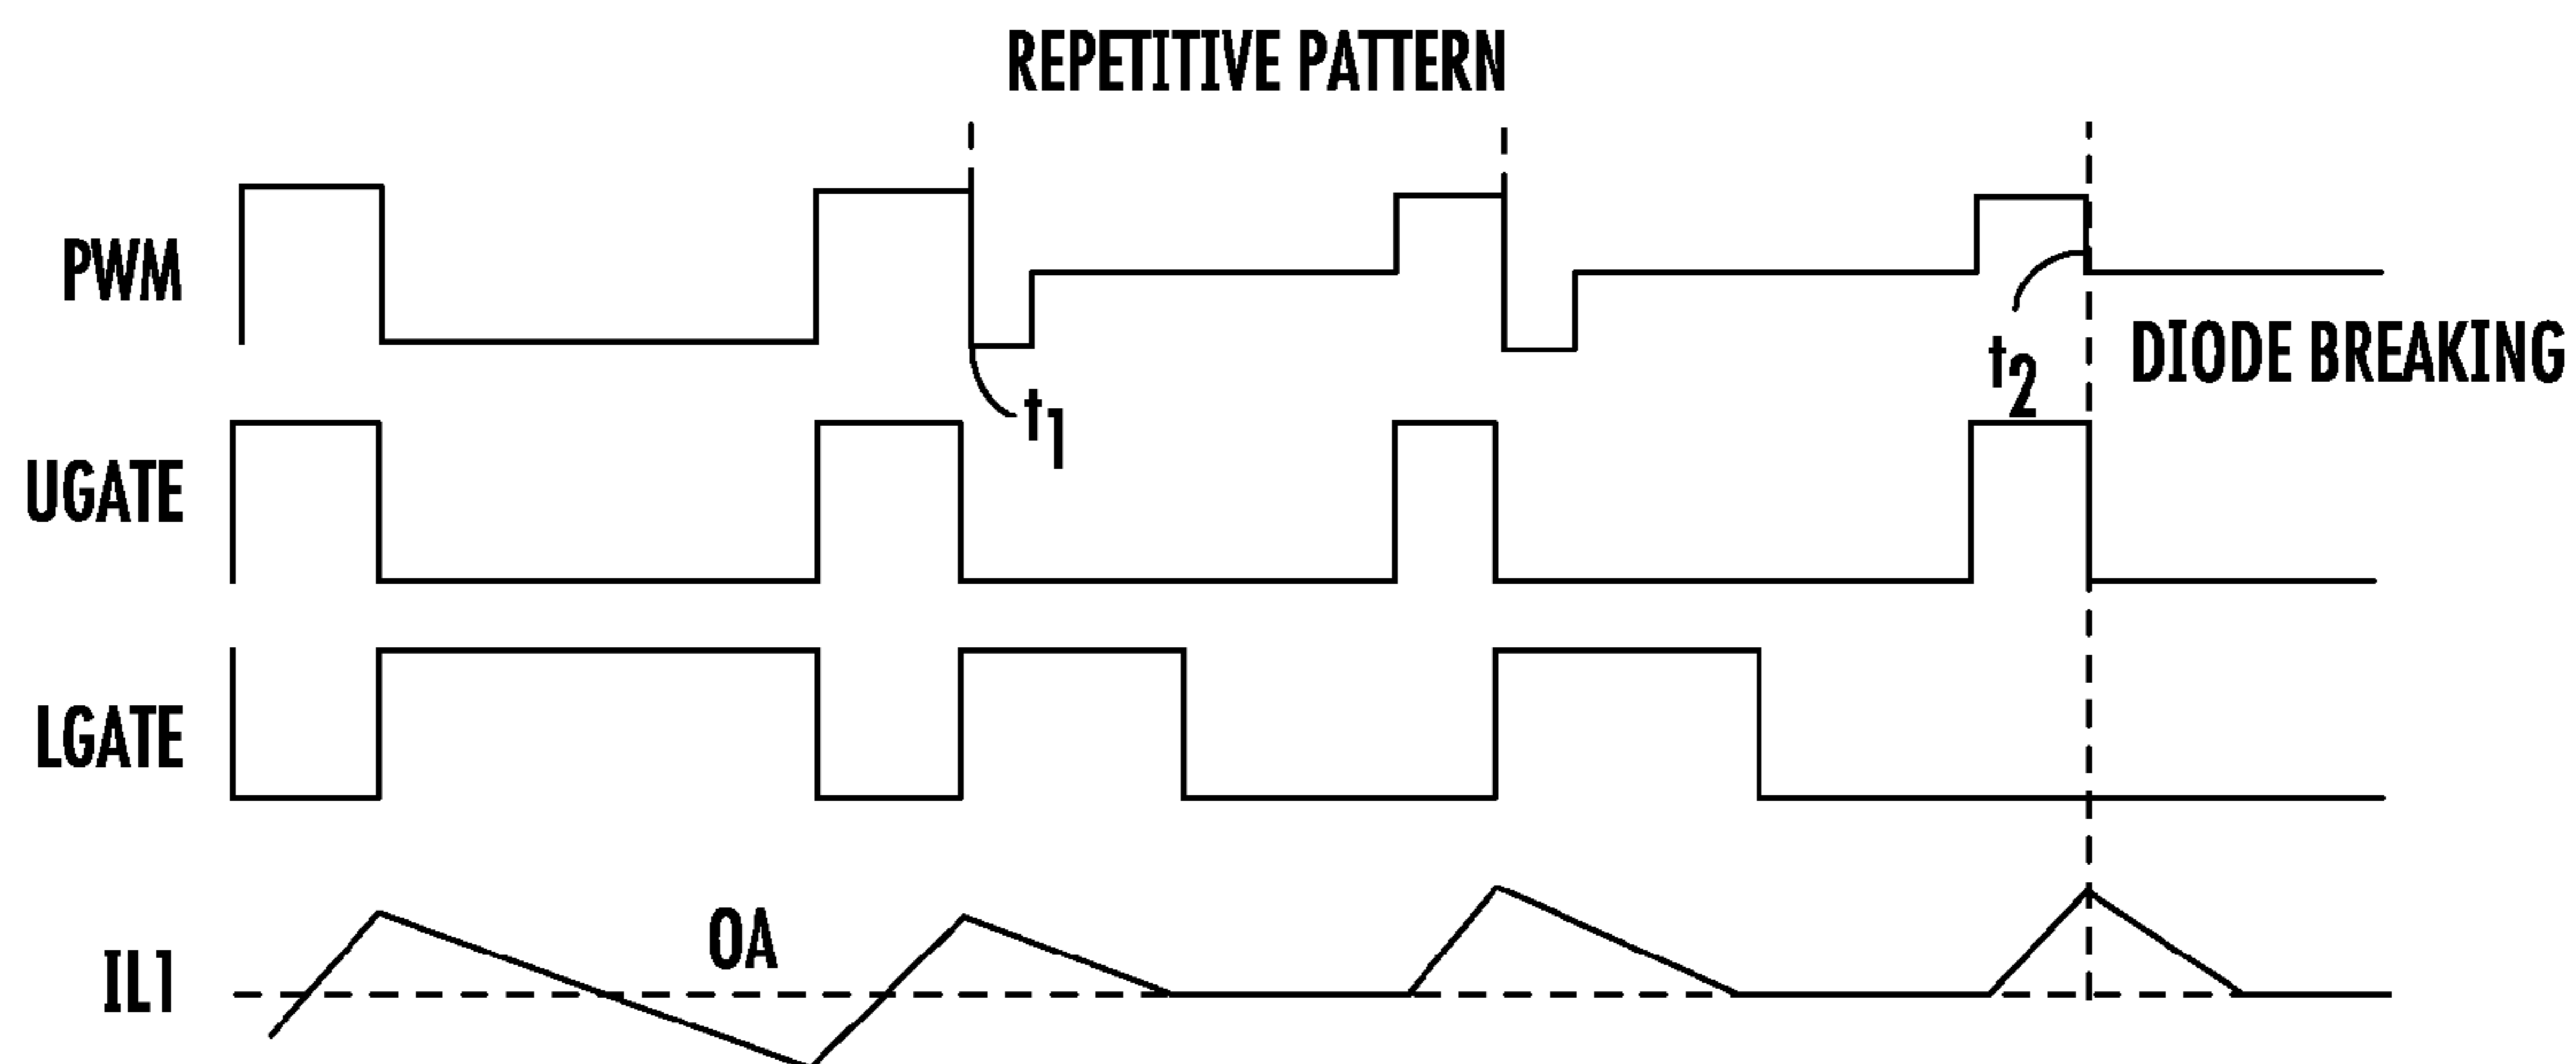 REPETITIVE PATTERN
PWM
t1
t2
DIODE BREAKING
UGATE
LGATE
0A
IL1